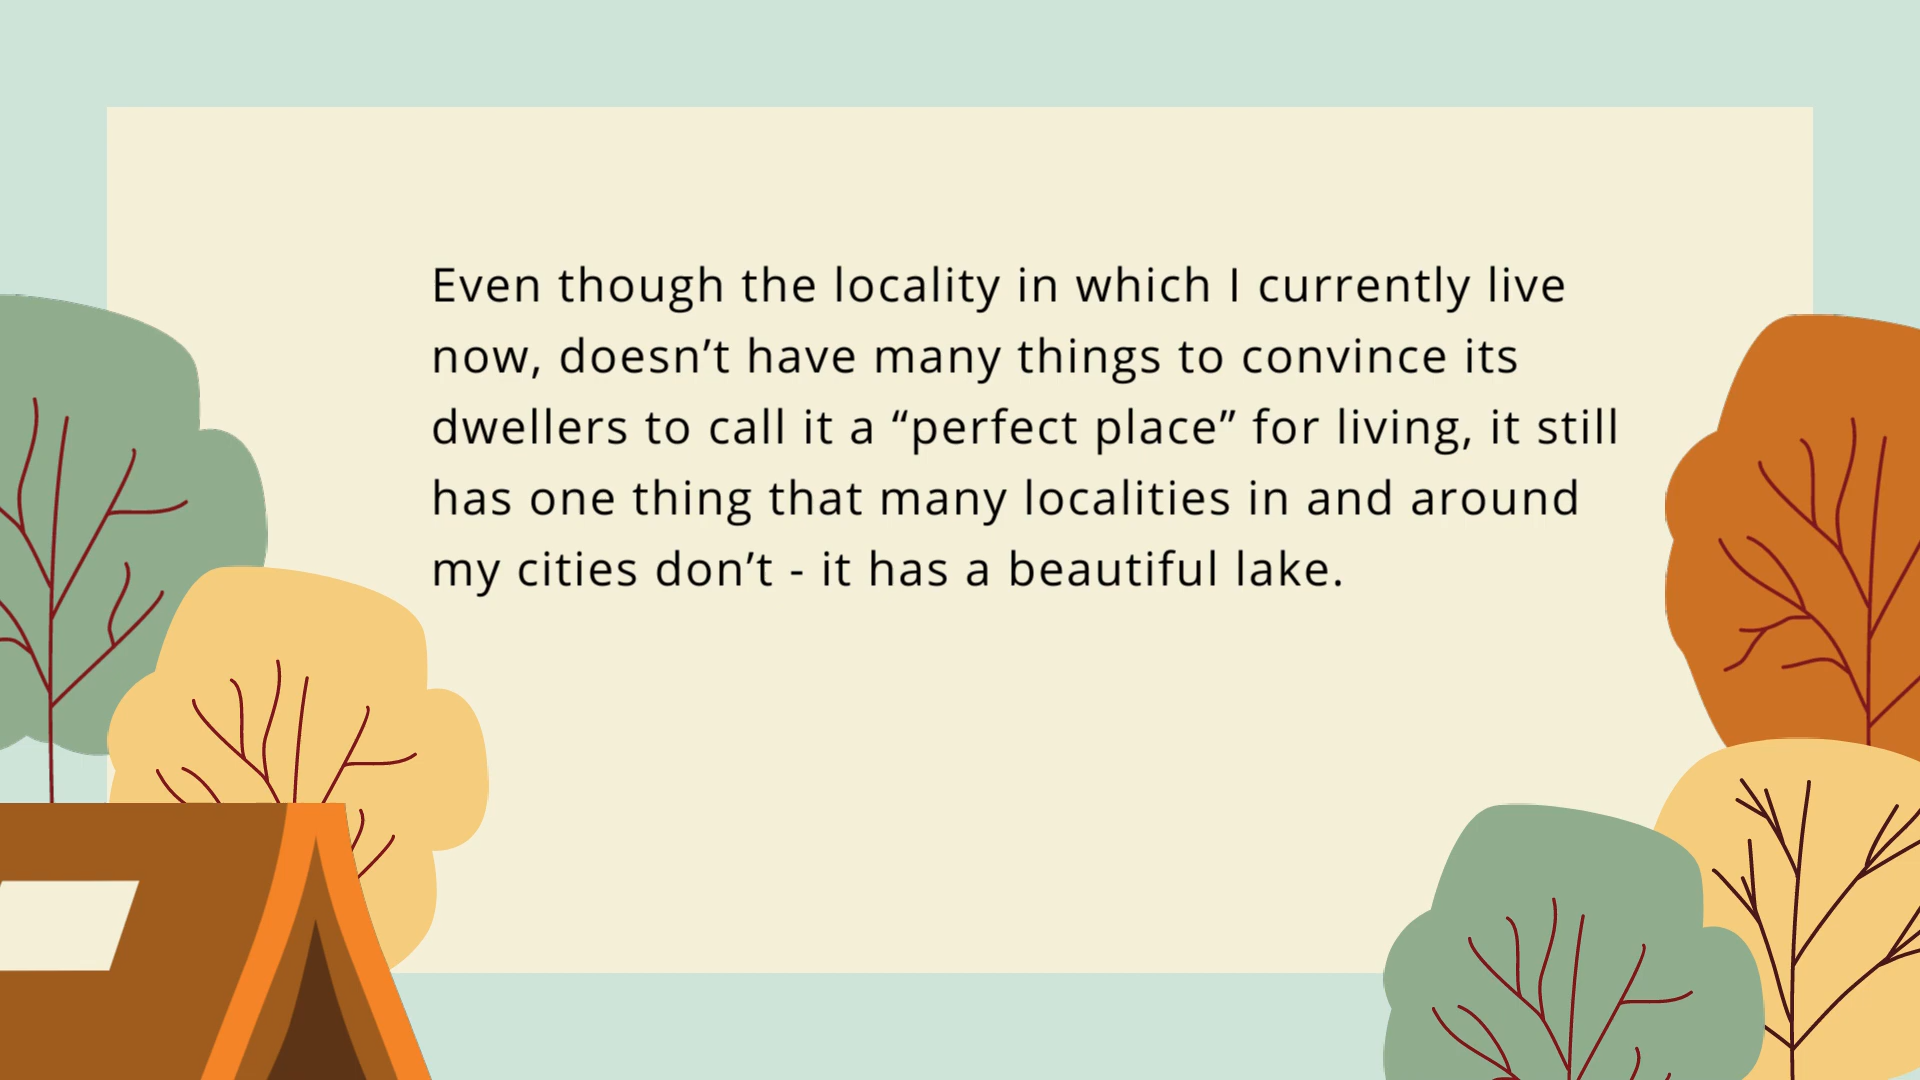 Even though the locality in which I currently live
now, doesn’t have many things to convince its
dwellers to call it a “perfect place” for living, it still
has one thing that many localities in and around
my cities don’t - it has a beautiful lake.